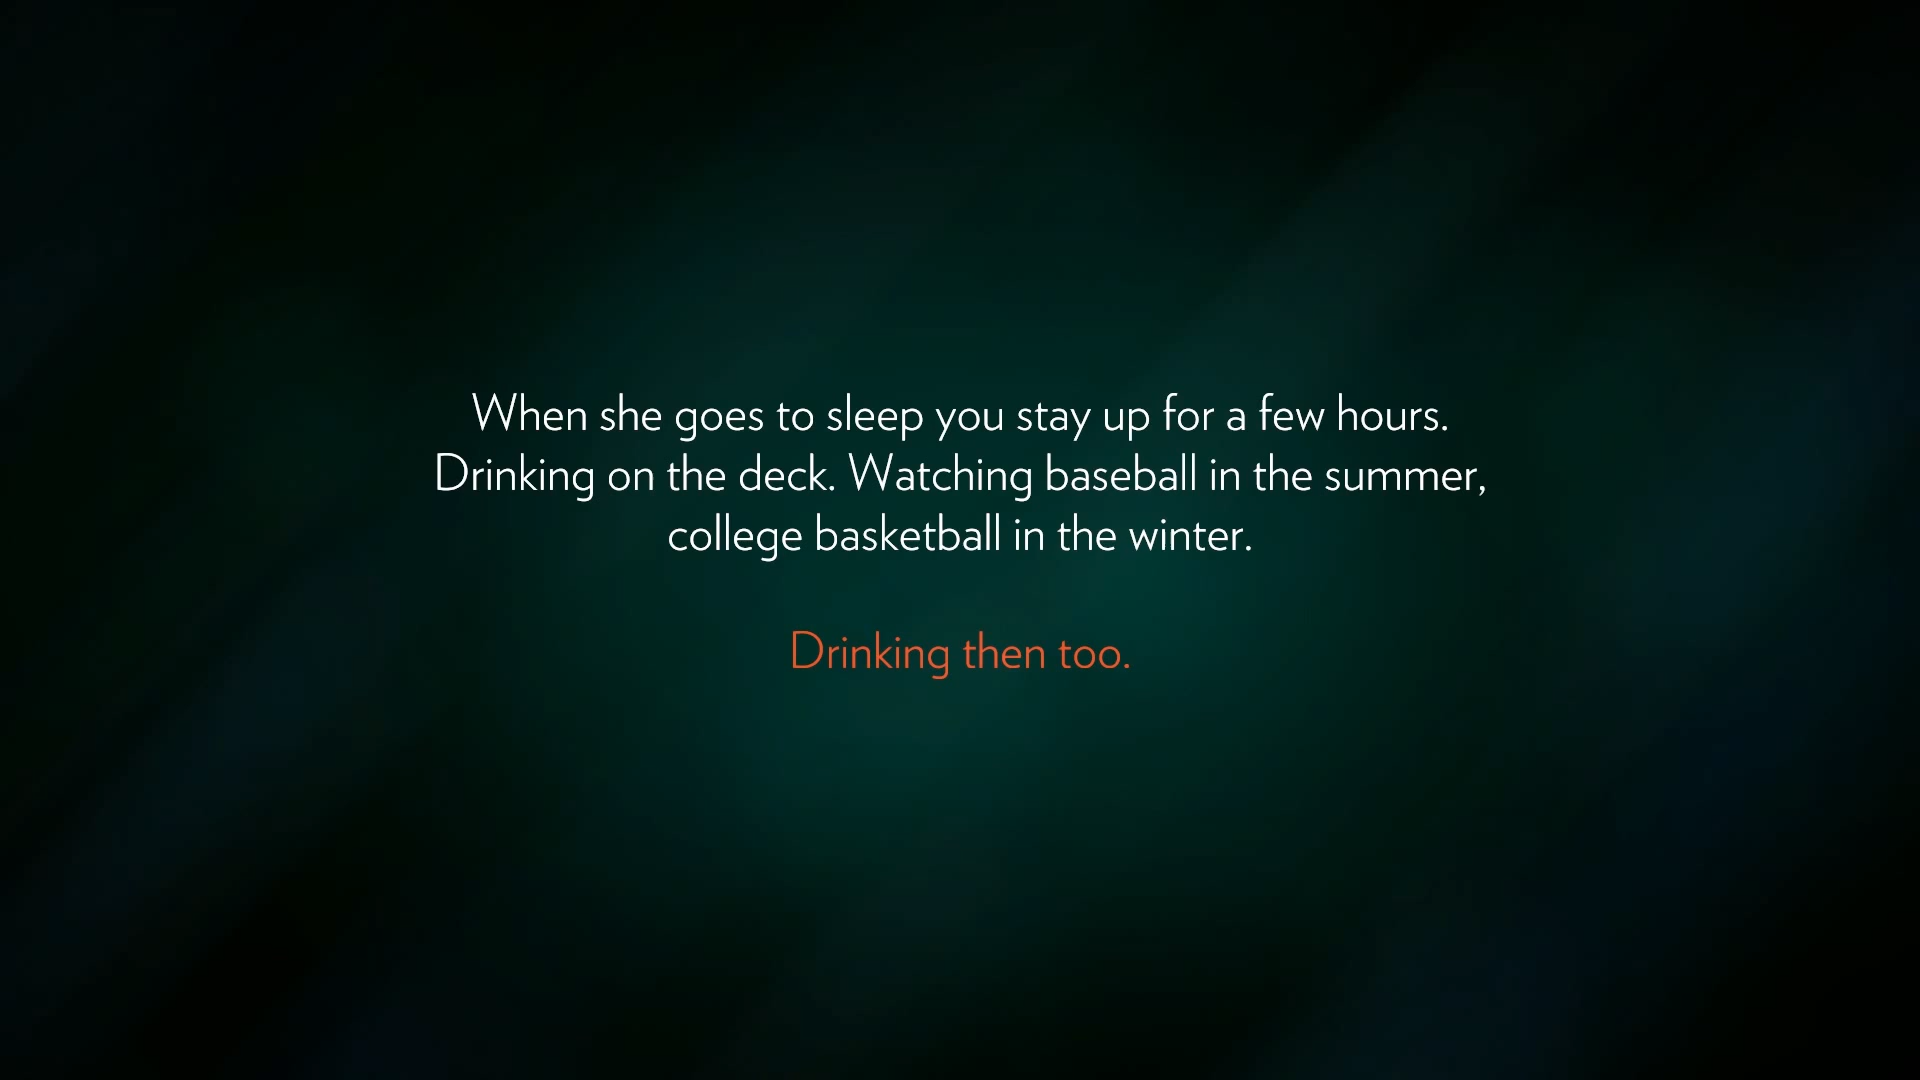 When she goes to sleep you stay up for a few hours.
Drinking on the deck. Watching baseball in the summer,
college basketball in the winter.
Drinking then too.